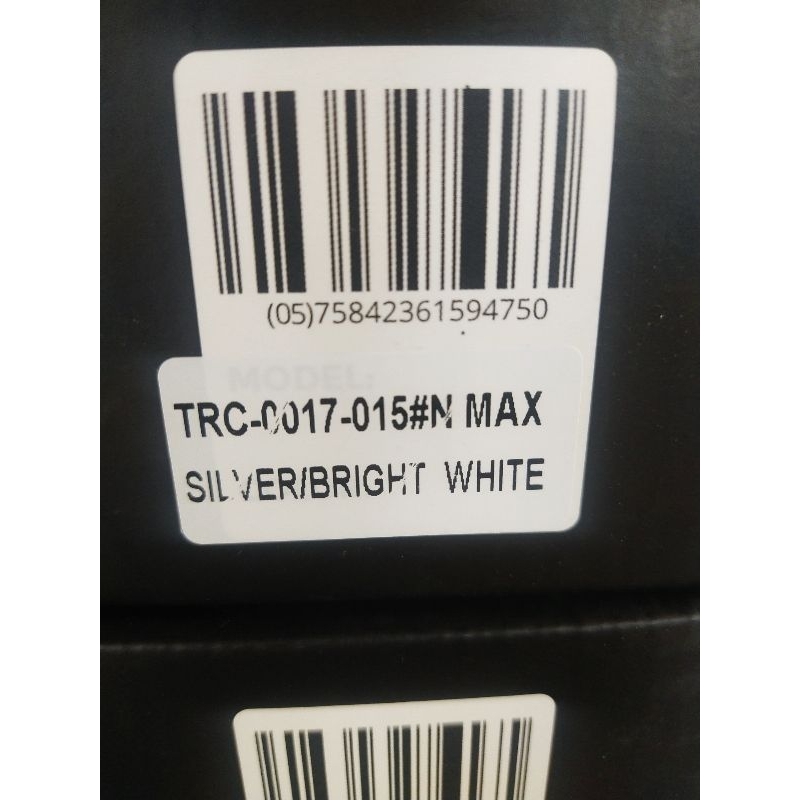 (05)75842361594750
MODEL:
TRC-0017-015#N MAX
SILVER/BRIGHT WHITE